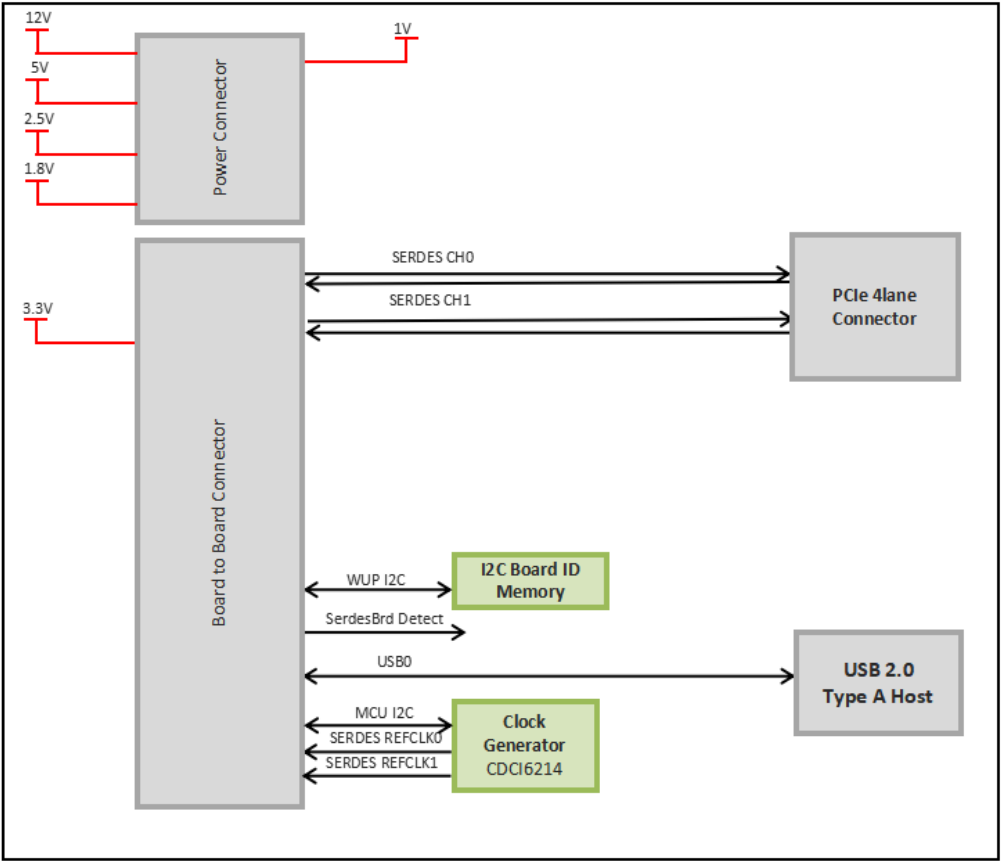 12V
1V
5V
2.5V
1.8V
Power Connector
SERDES CH0
SERDES CH1
PCIe 4lane
Connector
3.3V
Board to Board Connector
WUP I2C
I2C Board ID
Memory
SerdesBrd Detect
USB0
USB 2.0
Type A Host
MCU I2C
SERDES REFCLK0
SERDES REFCLK1
Clock
Generator
CDCI6214